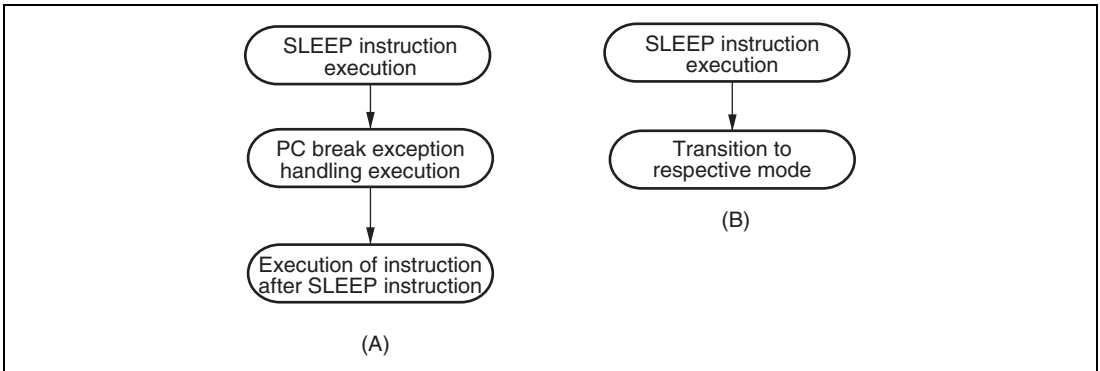 SLEEP instruction
execution
PC break exception
handling execution
Execution of instruction
after SLEEP instruction
(A)
SLEEP instruction
execution
Transition to
respective mode
(B)